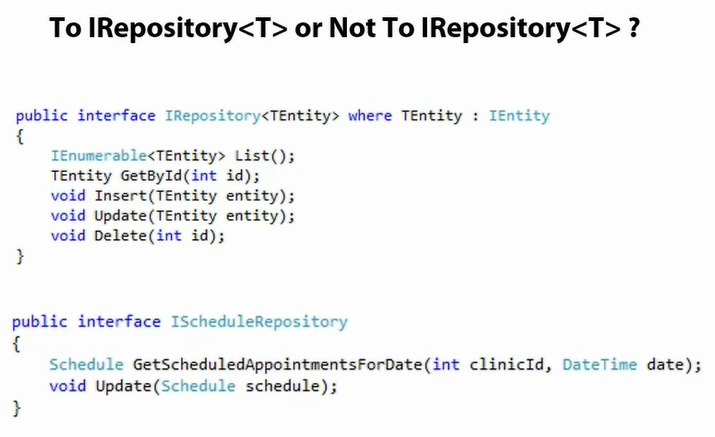 To IRepository<T> or Not To IRepository<T> ?
public interface IRepository<TEntity> where TEntity : IEntity
{
IEnumerable<TEntity> List();
TEntity GetById(int id);
void Insert(TEntity entity);
void Update(TEntity entity);
void Delete(int id);
}
public interface IScheduleRepository
{
Schedule GetScheduledAppointmentsForDate(int clinicId, DateTime date);
void Update(Schedule schedule);
}